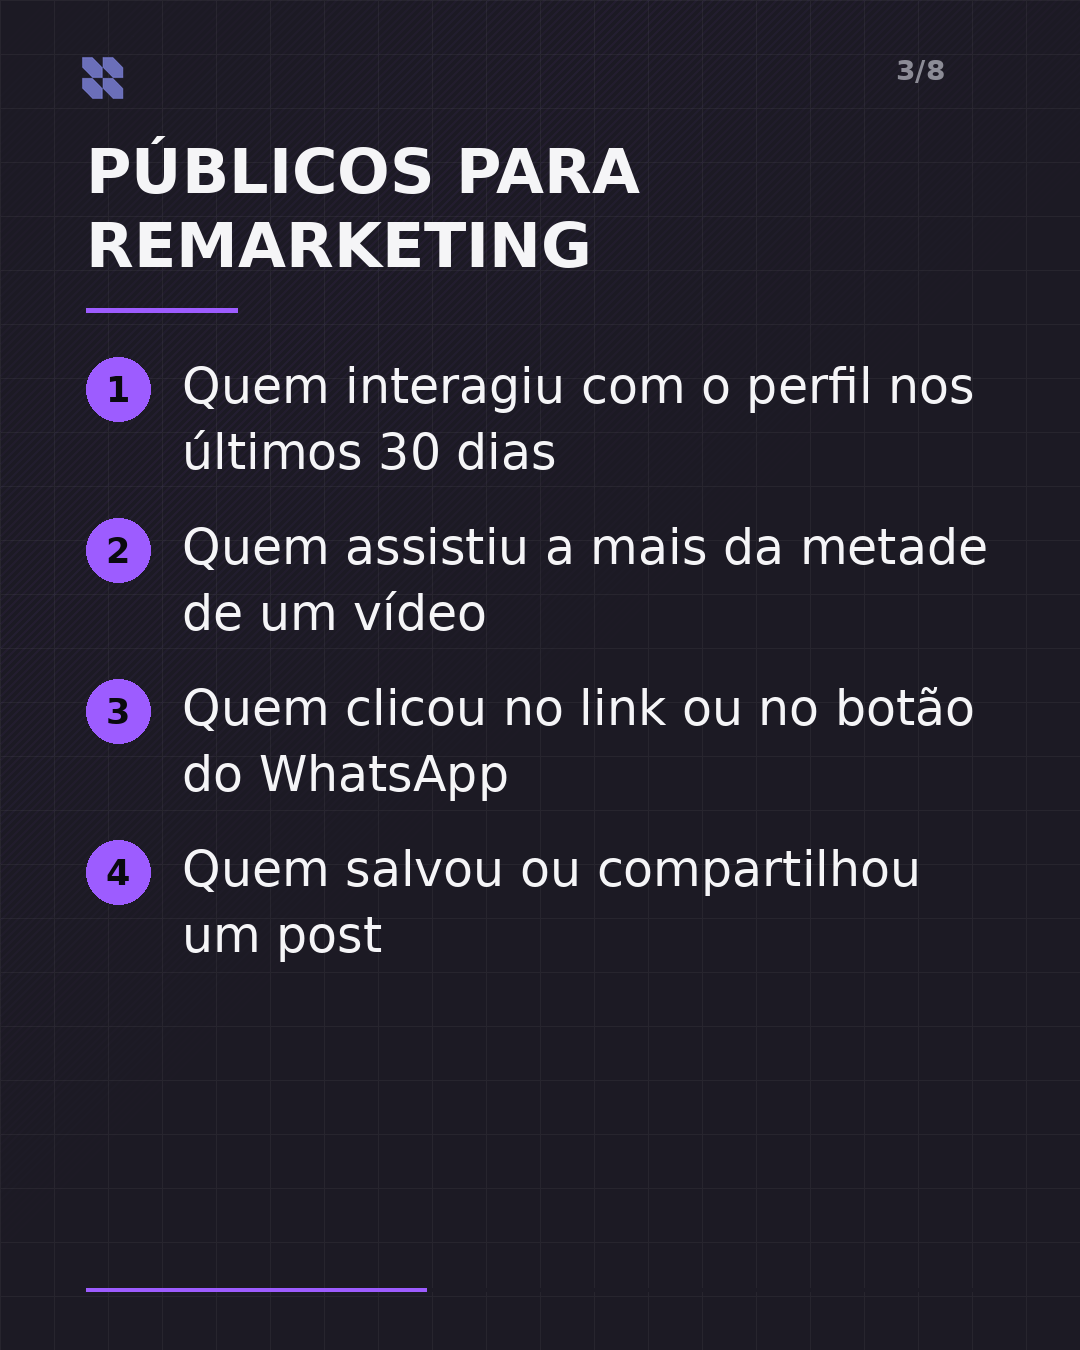 3/8
PÚBLICOS PARA
REMARKETING
1 Quem interagiu com o perfil nos
últimos 30 dias
2 Quem assistiu a mais da metade
de um vídeo
3 Quem clicou no link ou no botão
do WhatsApp
4 Quem salvou ou compartilhou
um post